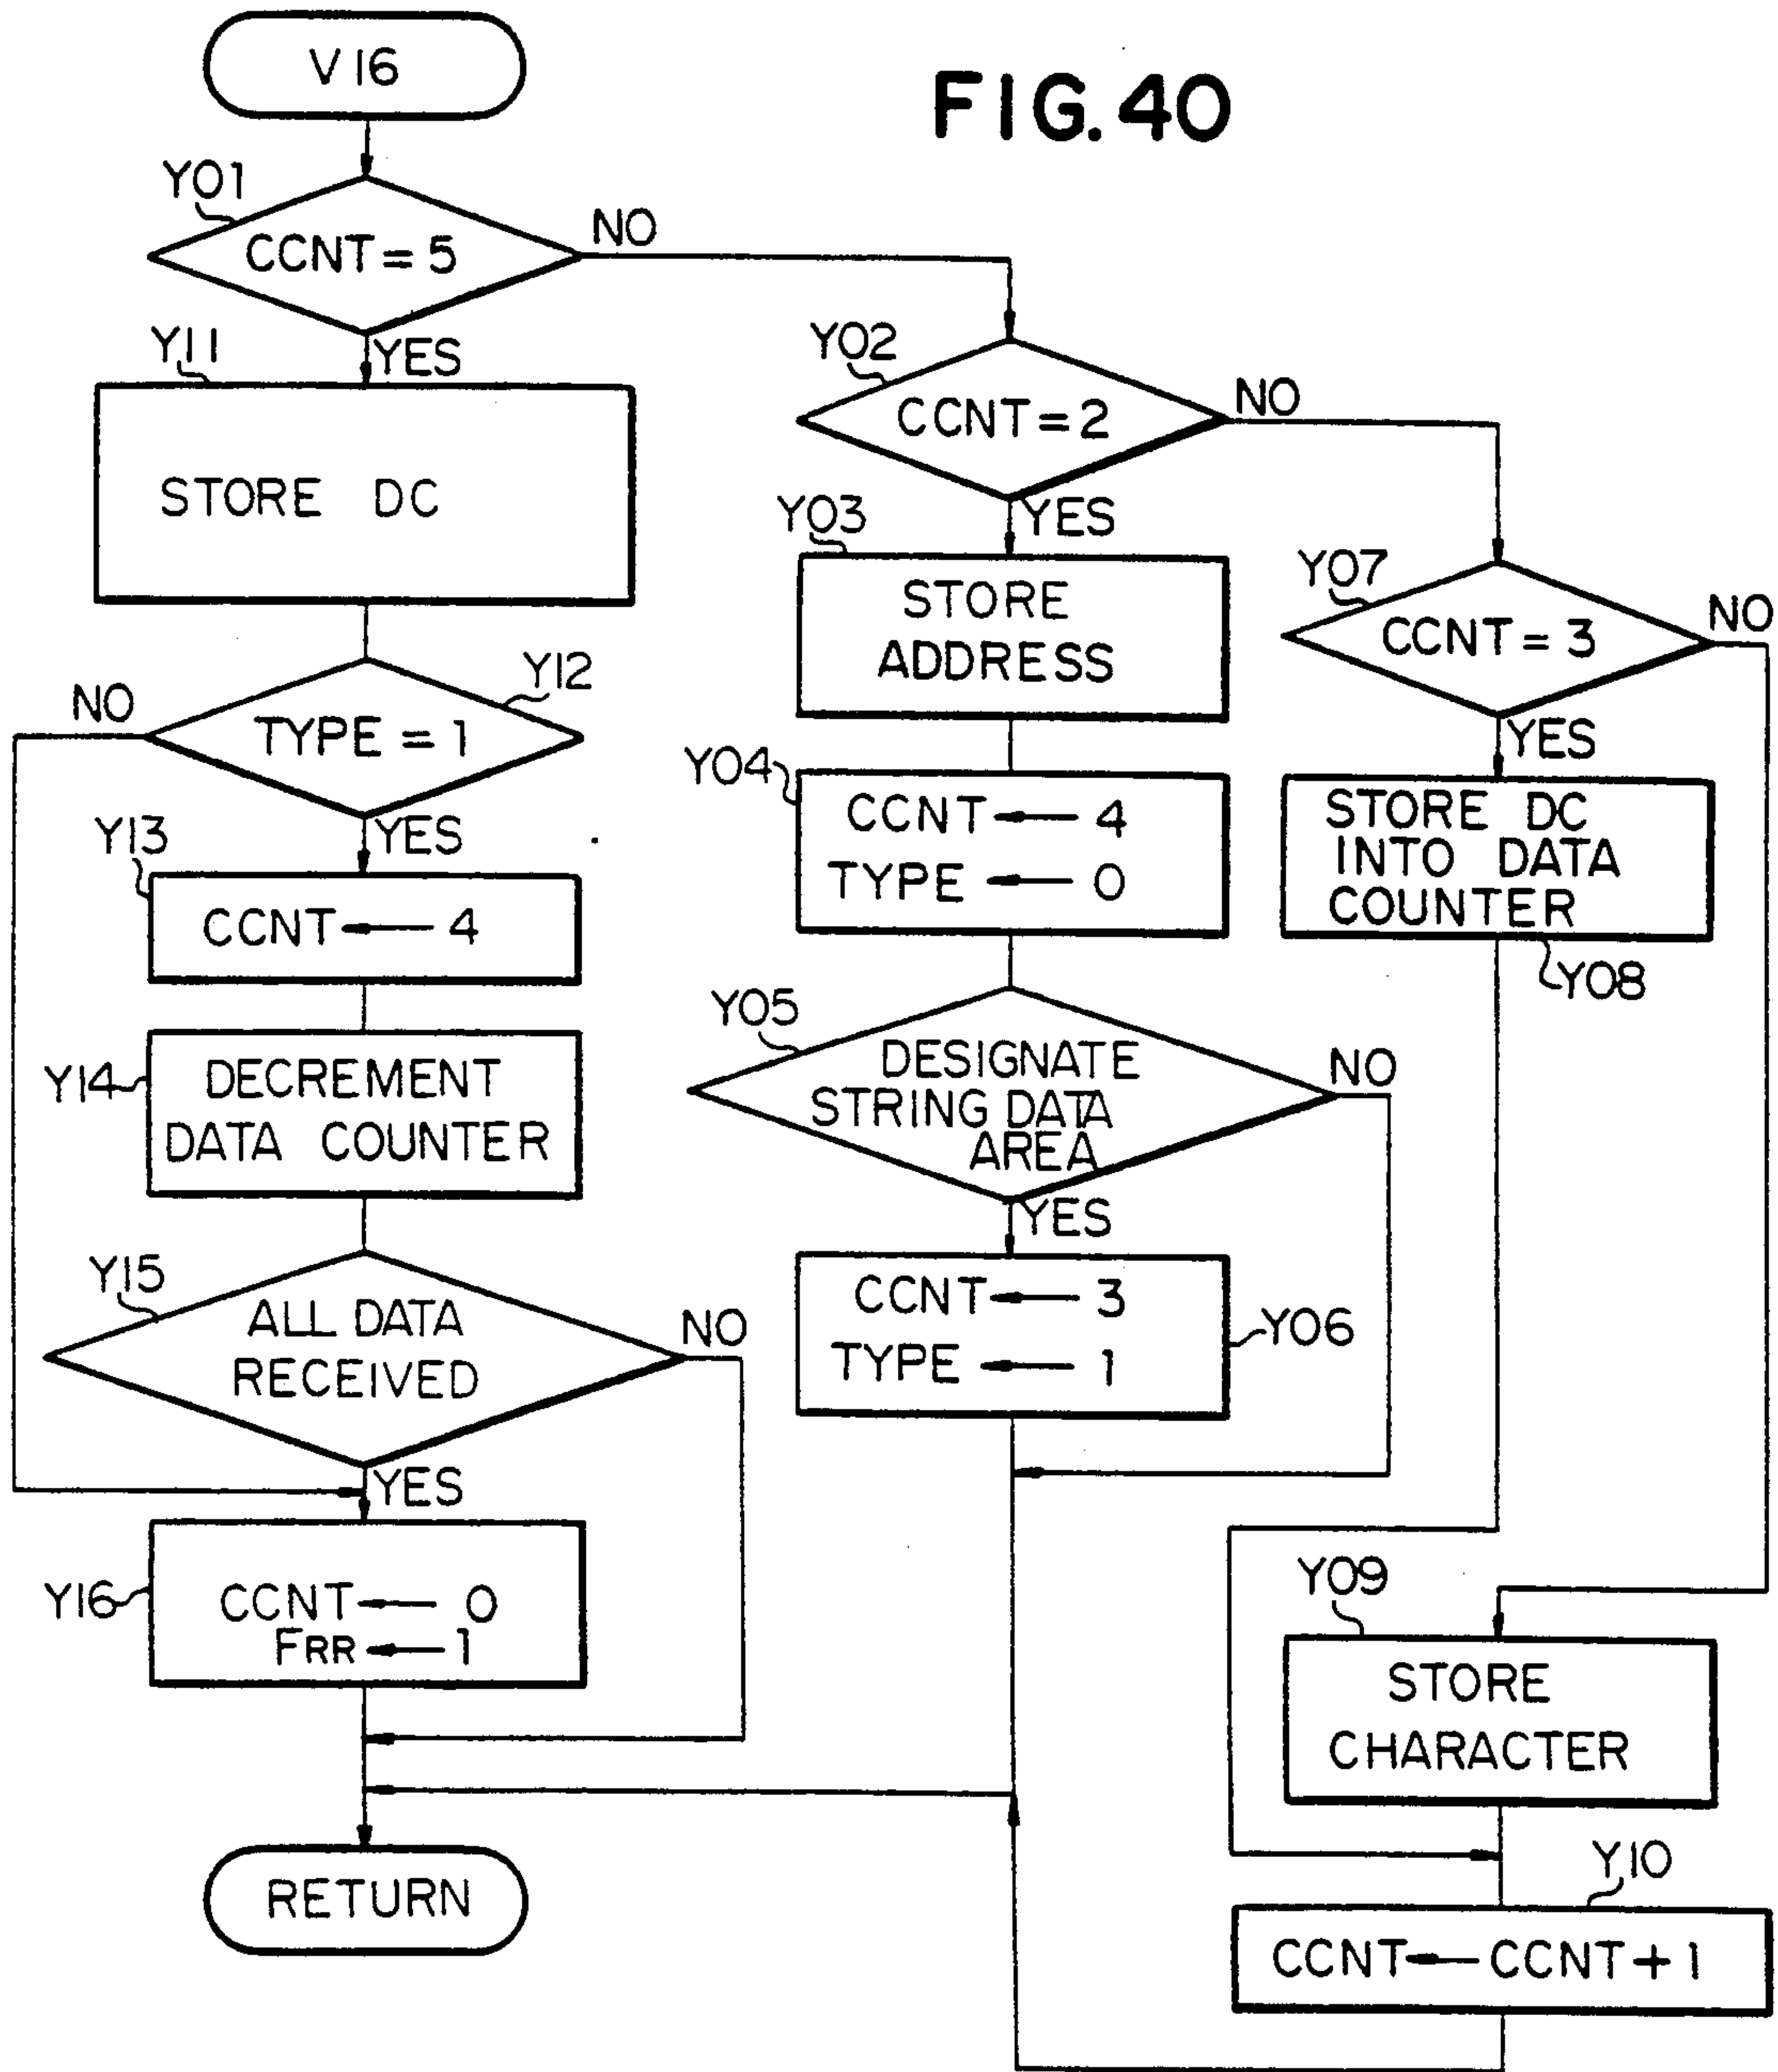 V16
FIG. 40
Y01
CCNT = 5
NO
YES
Y11
STORE DC
Y12
TYPE = 1
NO
YES
Y13
CCNT ← 4
Y14
DECREMENT
DATA COUNTER
Y15
ALL DATA
RECEIVED
NO
YES
Y16
CCNT ← 0
FRR ← 1
RETURN
Y02
CCNT = 2
NO
YES
Y03
STORE
ADDRESS
Y04
CCNT ← 4
TYPE ← 0
Y05
DESIGNATE
STRING DATA
AREA
NO
YES
CCNT ← 3
TYPE ← 1
Y06
Y07
CCNT = 3
NO
YES
STORE DC
INTO DATA
COUNTER
Y08
Y09
STORE
CHARACTER
Y10
CCNT ← CCNT + 1